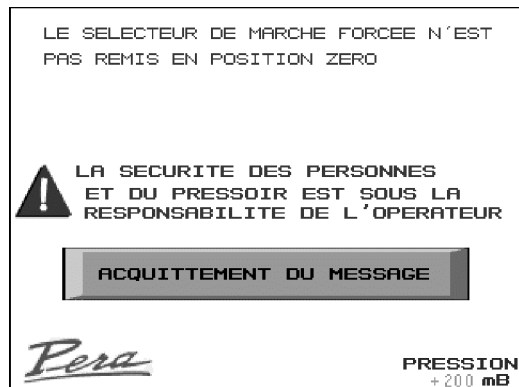 LE SELECTEUR DE MARCHE FORCEE N´EST
PAS REMIS EN POSITION ZERO
LA SECURITE DES PERSONNES
ET DU PRESSOIR EST SOUS LA
RESPONSABILITE DE L´OPERATEUR
ACQUITTEMENT DU MESSAGE
Pera
PRESSION
+200 mB